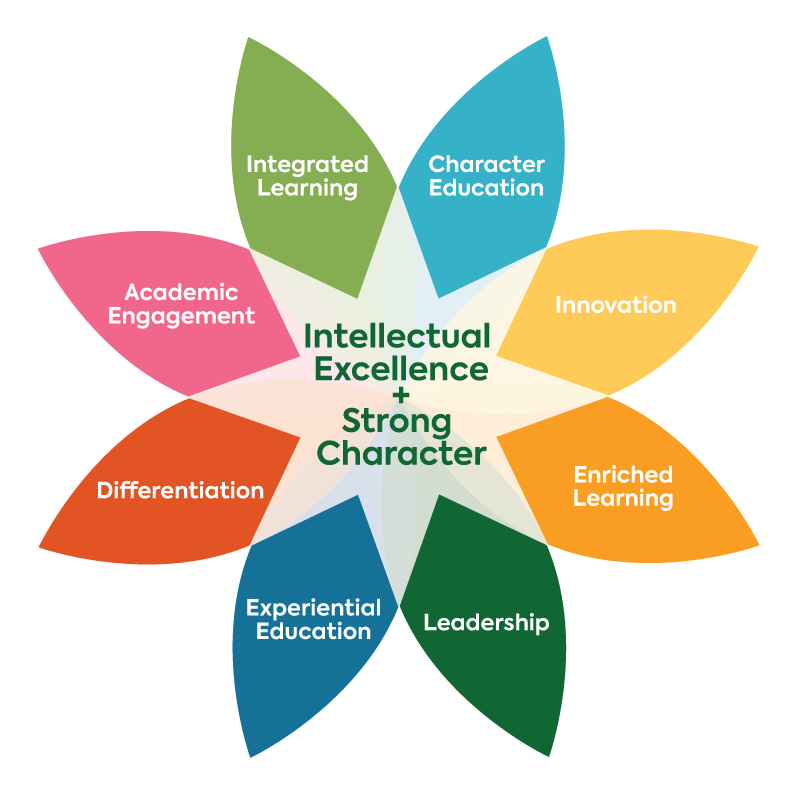 Integrated
Learning
Character
Education
Academic
Engagement
Innovation
Intellectual
Excellence
+
Strong
Character
Differentiation
Enriched
Learning
Experiential
Education
Leadership